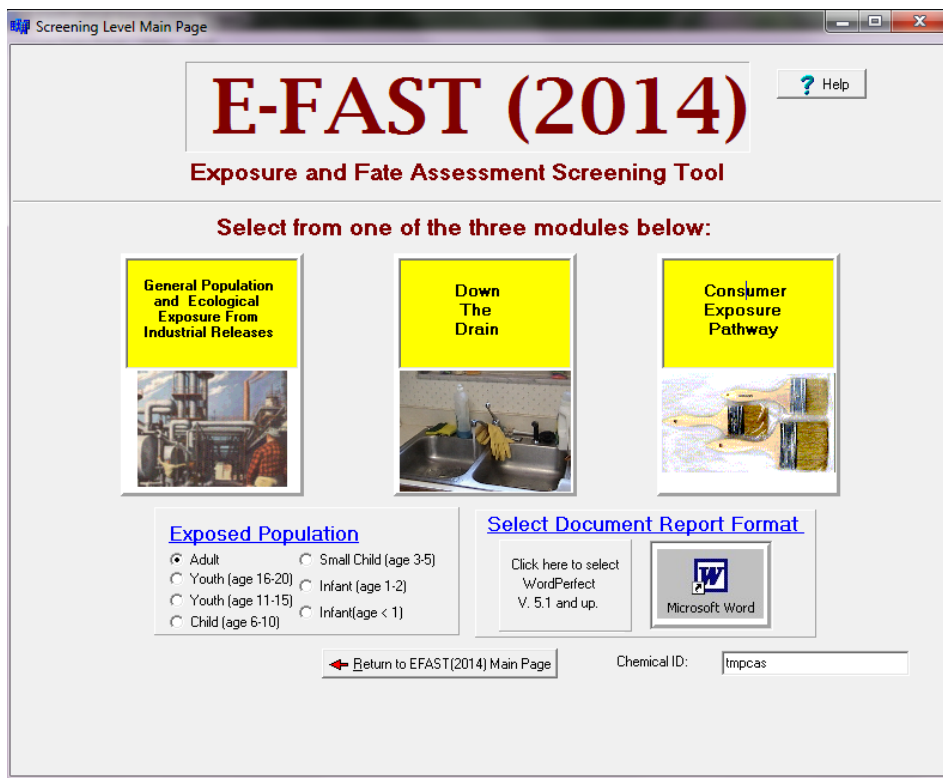 Screening Level Main Page
E-FAST (2014)
? Help
Exposure and Fate Assessment Screening Tool
Select from one of the three modules below:
General Population
and Ecological
Exposure From
Industrial Releases
Down
The
Drain
Consumer
Exposure
Pathway
Exposed Population
Adult
Youth (age 16-20)
Youth (age 11-15)
Child (age 6-10)
Small Child (age 3-5)
Infant (age 1-2)
Infant(age < 1)
Select Document Report Format
Click here to select
WordPerfect
V. 5.1 and up.
W
Microsoft Word
Return to EFAST(2014) Main Page
Chemical ID:
tmpcas